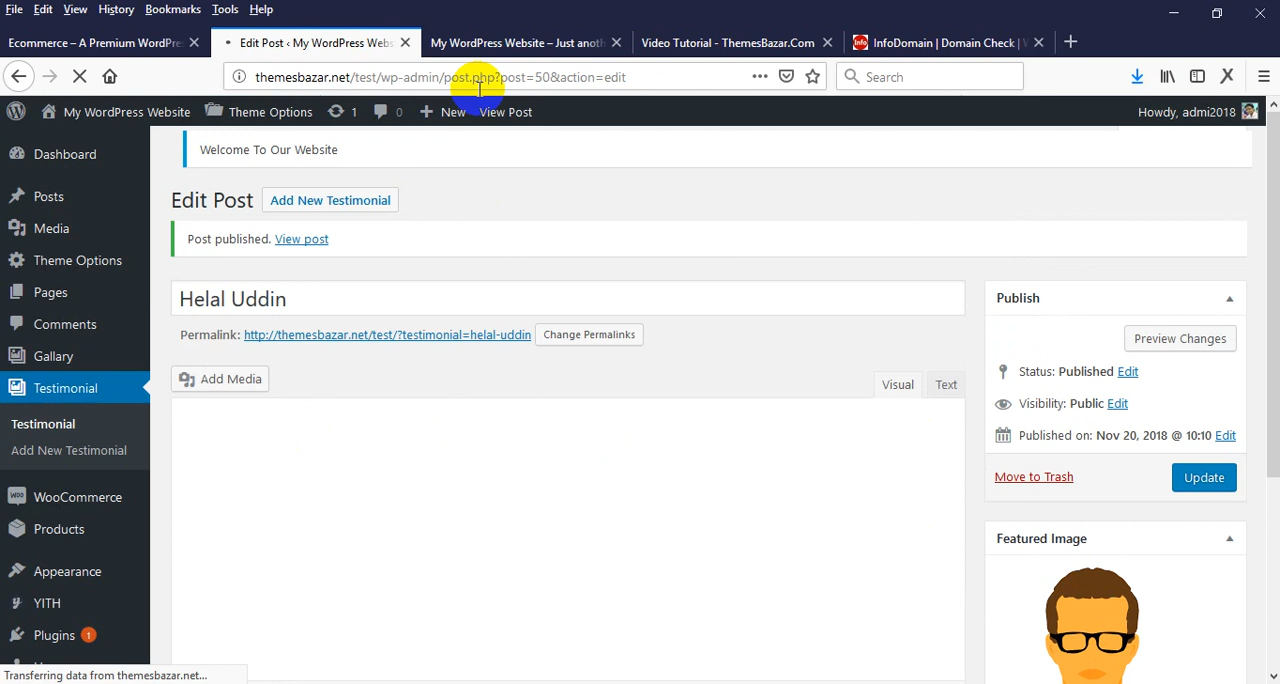 File Edit View History Bookmarks Tools Help
Ecommerce – A Premium WordPre
Edit Post ‹ My WordPress Webs
My WordPress Website – Just anoth
Video Tutorial - ThemesBazar.Com
Info InfoDomain | Domain Check | W
themesbazar.net/test/wp-admin/post.php?post=50&action=edit
Search
My WordPress Website Theme Options 1 0 New View Post Howdy, admi2018
Dashboard
Posts
Media
Theme Options
Pages
Comments
Gallary
Testimonial
Testimonial
Add New Testimonial
WooCommerce
Products
Appearance
YITH
Plugins 1
Welcome To Our Website
Edit Post Add New Testimonial
Post published. View post
Helal Uddin
Permalink: http://themesbazar.net/test/?testimonial=helal-uddin Change Permalinks
Add Media
Visual Text
Publish
Preview Changes
Status: Published Edit
Visibility: Public Edit
Published on: Nov 20, 2018 @ 10:10 Edit
Move to Trash Update
Featured Image
Transferring data from themesbazar.net...